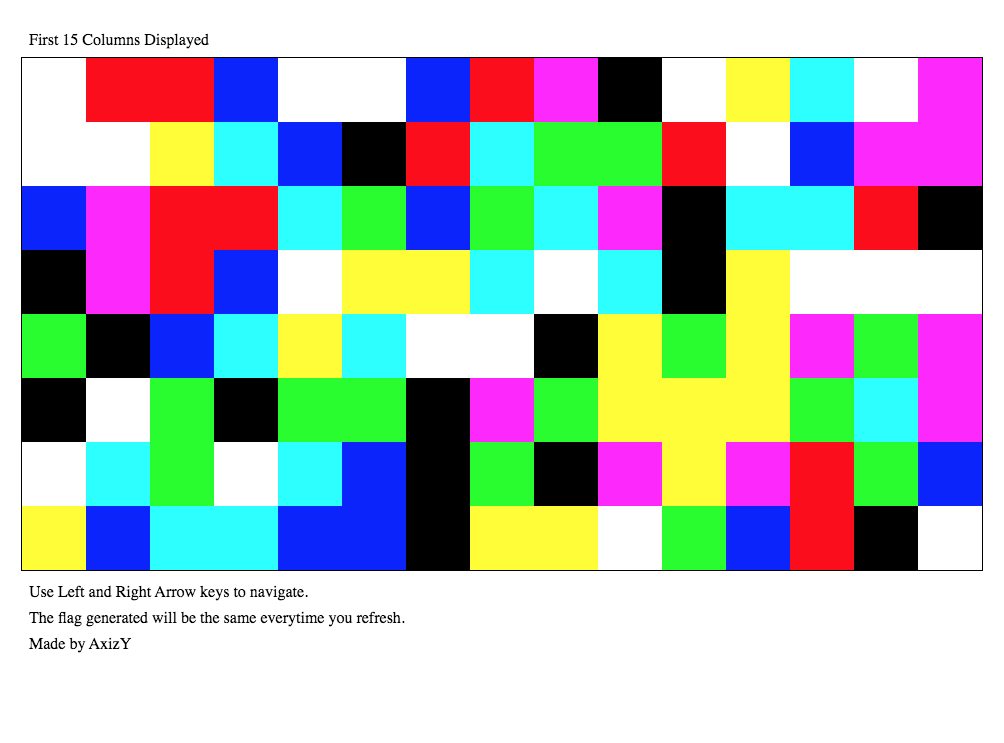 First 15 Columns Displayed
Use Left and Right Arrow keys to navigate.
The flag generated will be the same everytime you refresh.
Made by AxizY